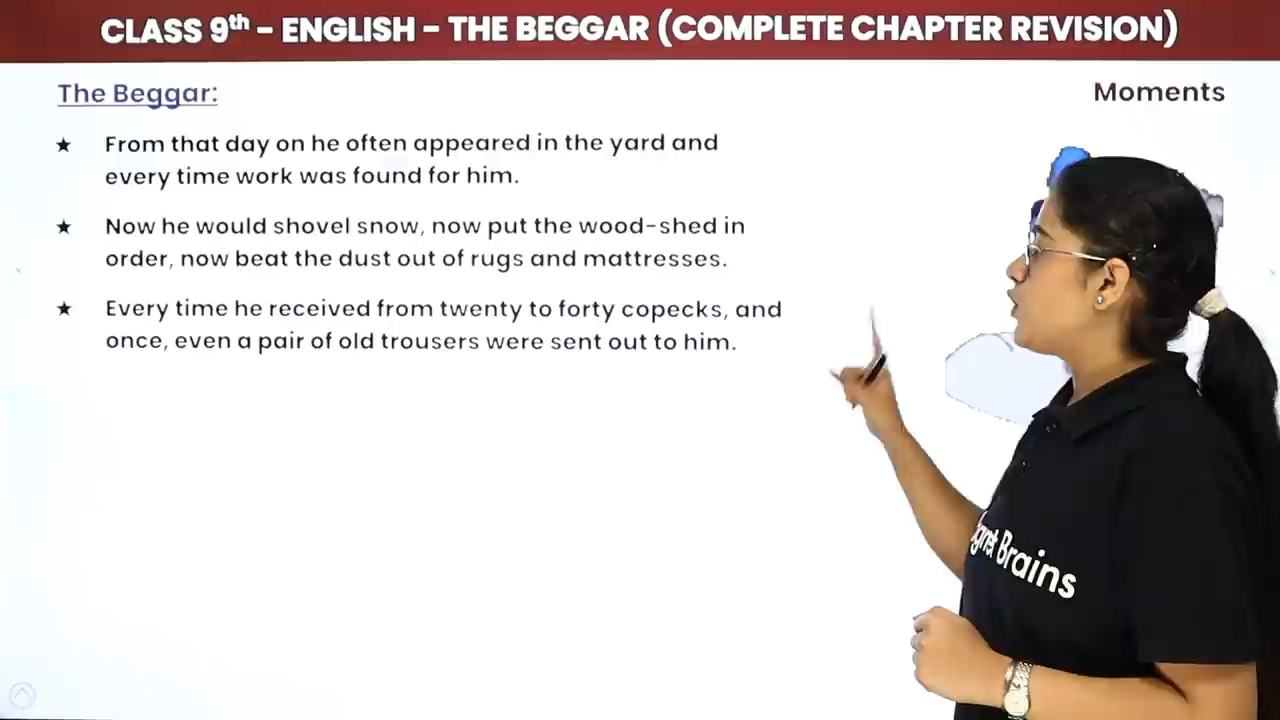 CLASS 9th - ENGLISH - THE BEGGAR (COMPLETE CHAPTER REVISION)
The Beggar:
Moments
★ From that day on he often appeared in the yard and
every time work was found for him.
★ Now he would shovel snow, now put the wood-shed in
order, now beat the dust out of rugs and mattresses.
★ Every time he received from twenty to forty copecks, and
once, even a pair of old trousers were sent out to him.
Brains